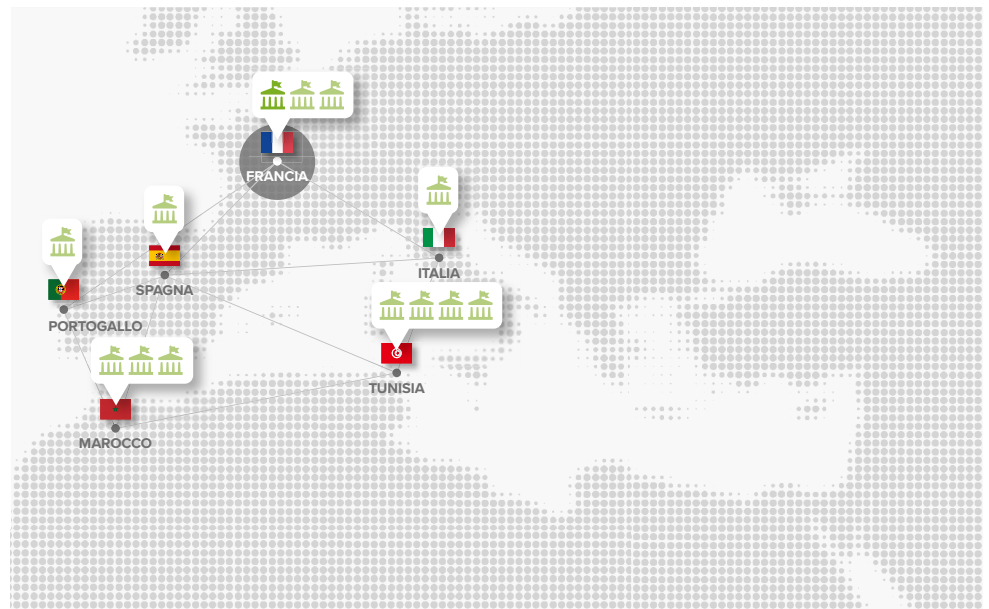 FRANCIA
ITALIA
SPAGNA
PORTOGALLO
TUNISIA
MAROCCO